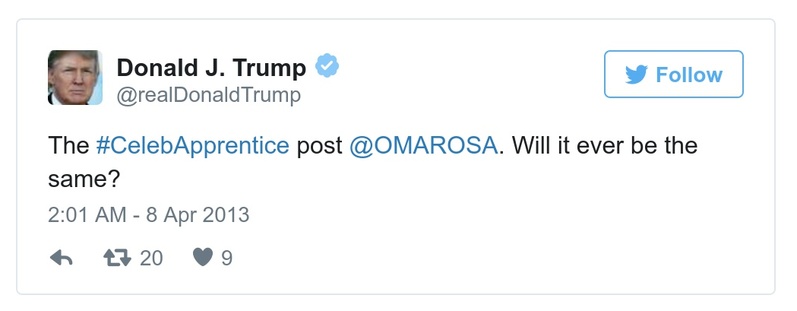 Donald J. Trump
@realDonaldTrump
Follow
The #CelebApprentice post @OMAROSA. Will it ever be the
same?
2:01 AM - 8 Apr 2013
20 9